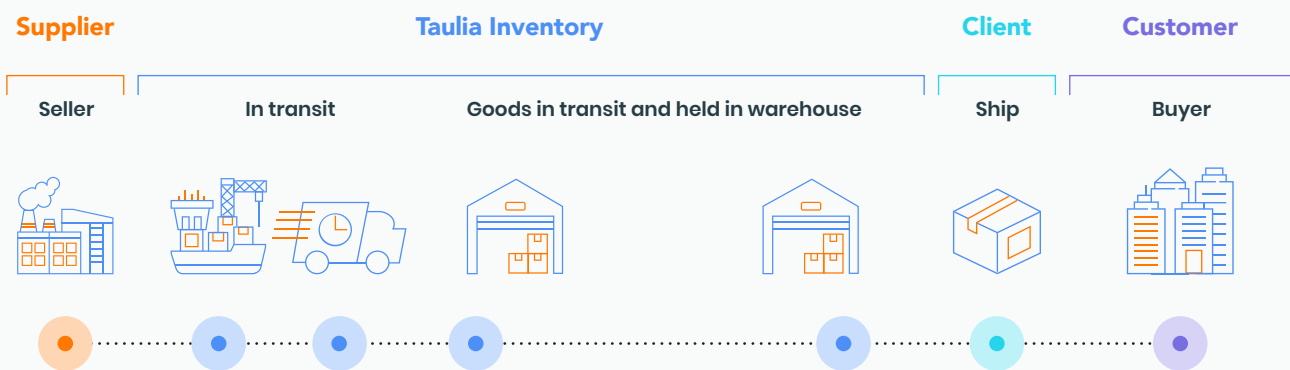 Supplier
Taulia Inventory
Client
Customer
Seller
In transit
Goods in transit and held in warehouse
Ship
Buyer